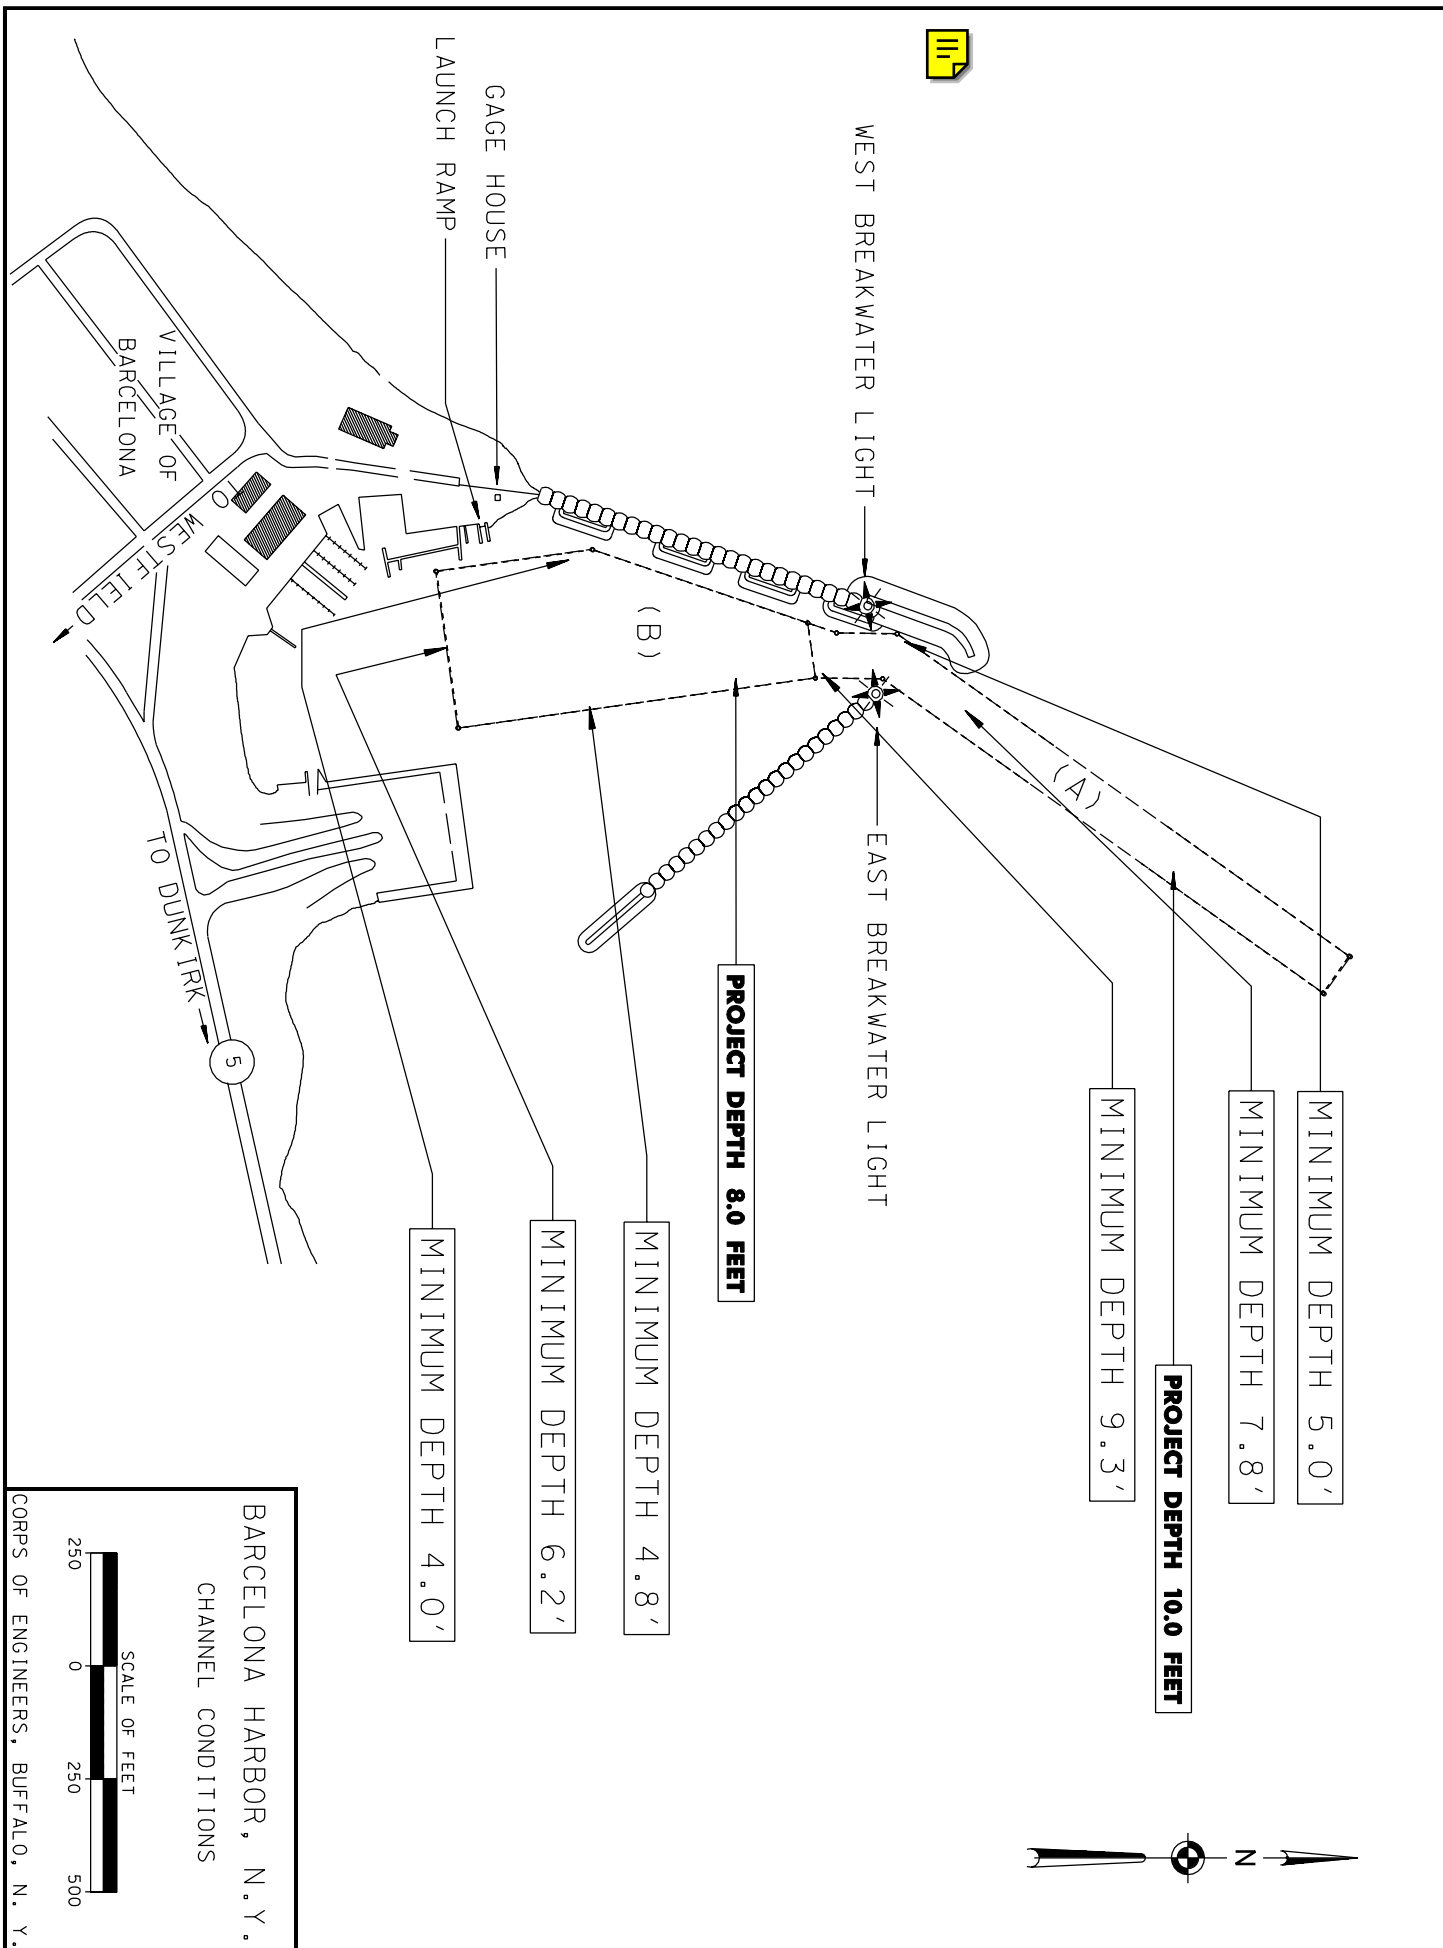 MINIMUM DEPTH 5.0'
MINIMUM DEPTH 7.8'
PROJECT DEPTH 10.0 FEET
MINIMUM DEPTH 9.3'
N
(A)
WEST BREAKWATER LIGHT
EAST BREAKWATER LIGHT
PROJECT DEPTH 8.0 FEET
(B)
MINIMUM DEPTH 4.8'
MINIMUM DEPTH 6.2'
MINIMUM DEPTH 4.0'
GAGE HOUSE
LAUNCH RAMP
VILLAGE OF
BARCELONA
WESTFIELD
TO DUNKIRK
5
BARCELONA HARBOR, N.Y.
CHANNEL CONDITIONS
SCALE OF FEET
250 0 250 500
CORPS OF ENGINEERS, BUFFALO, N. Y.